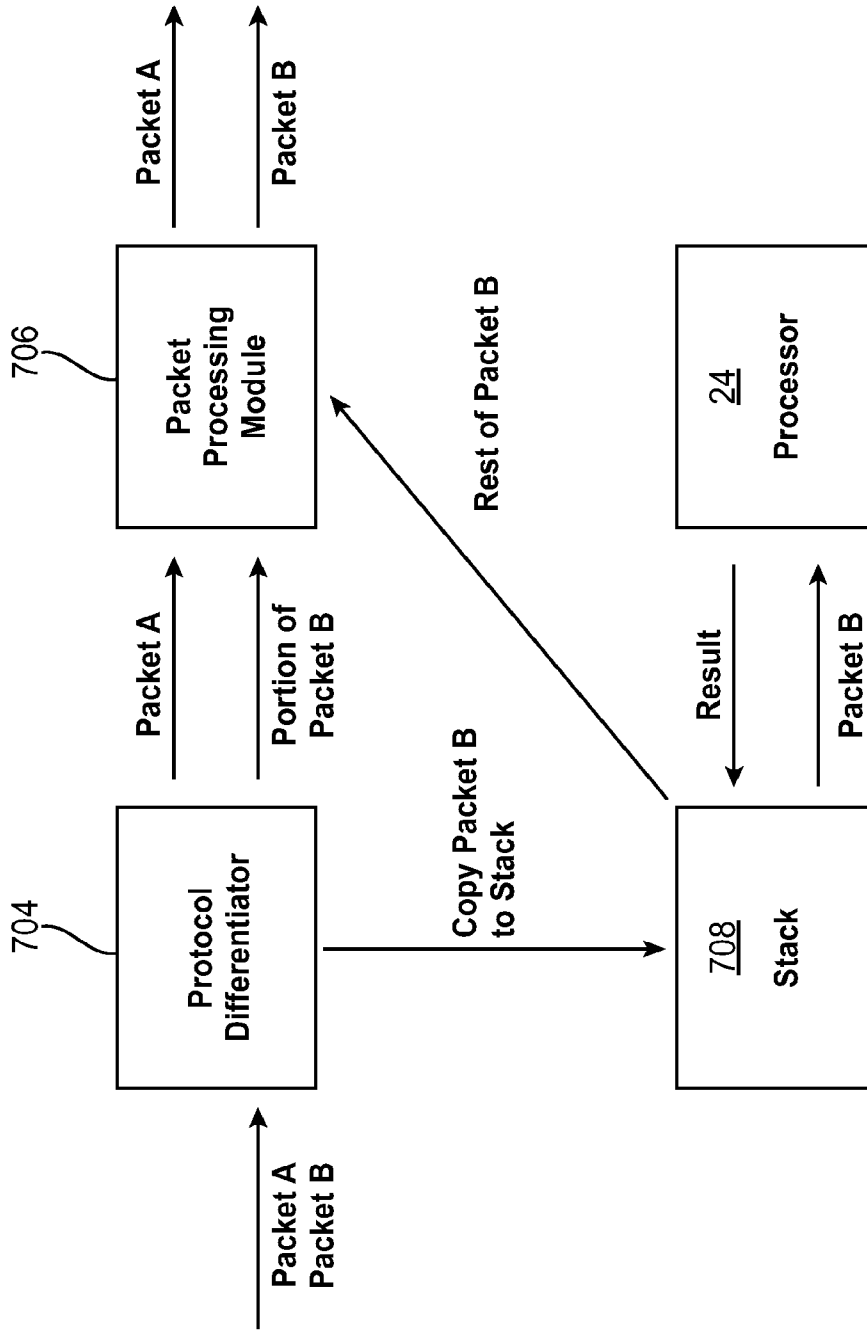 Packet A
Packet B
704
Protocol
Differentiator
Packet A
Portion of
Packet B
706
Packet
Processing
Module
Packet A
Packet B
Copy Packet B
to Stack
Rest of Packet B
708
Stack
Result
Packet B
24
Processor